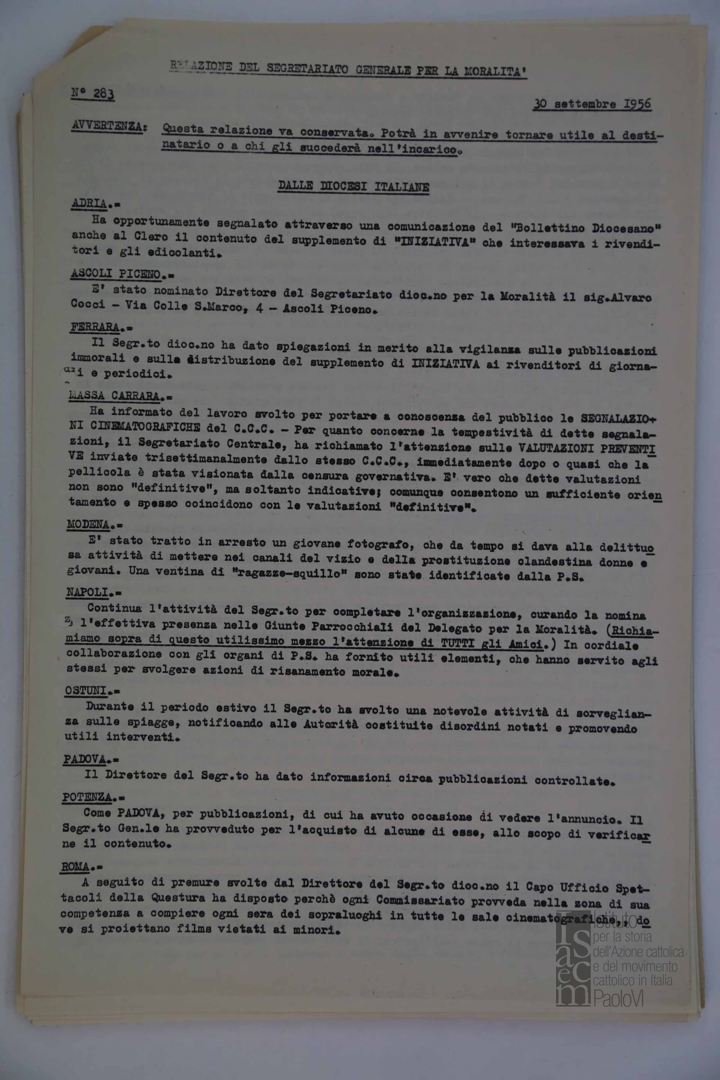 RELAZIONE DEL SEGRETARIATO GENERALE PER LA MORALITA'
N° 283
30 settembre 1956
AVVERTENZA: Questa relazione va conservata. Potrà in avvenire tornare utile al desti-
natario o a chi gli succederà nell'incarico.
DALLE DIOCESI ITALIANE
ADRIA.=
Ha opportunamente segnalato attraverso una comunicazione del "Bollettino Diocesano"
anche al Clero il contenuto del supplemento di "INIZIATIVA" che interessava i rivendi-
tori e gli edicolanti.
ASCOLI PICENO.=
E' stato nominato Direttore del Segretariato dioc.no per la Moralità il sig.Alvaro
Cocci - Via Colle S.Marco, 4 - Ascoli Piceno.
FERRARA.=
Il Segr.to dioc.no ha dato spiegazioni in merito alla vigilanza sulle pubblicazioni
immorali e sulla distribuzione del supplemento di INIZIATIVA ai rivenditori di giorna-
i e periodici.
MASSA CARRARA.=
Ha informato del lavoro svolto per portare a conoscenza del pubblico le SEGNALAZIO-
NI CINEMATOGRAFICHE del C.C.C. - Per quanto concerne la tempestività di dette segnala-
zioni, il Segretariato Centrale, ha richiamato l'attenzione sulle VALUTAZIONI PREVENTI
VE inviate trisettimanalmente dallo stesso C.C.C., immediatamente dopo o quasi che la
pellicola è stata visionata dalla censura governativa. E' vero che dette valutazioni
non sono "definitive", ma soltanto indicative; comunque consentono un sufficiente orien
tamento e spesso coincidono con le valutazioni "definitive".
MODENA.=
E' stato tratto in arresto un giovane fotografo, che da tempo si dava alla delittuo
sa attività di mettere nei canali del vizio e della prostituzione clandestina donne e
giovani. Una ventina di "ragazze-squillo" sono state identificate dalla P.S.
NAPOLI.=
Continua l'attività del Segr.to per completare l'organizzazione, curando la nomina
l'effettiva presenza nelle Giunte Parrocchiali del Delegato per la Moralità. (Richia-
miamo sopra di questo utilissimo mezzo l'attenzione di TUTTI gli Amici.) In cordiale
collaborazione con gli organi di P.S. ha fornito utili elementi, che hanno servito agli
stessi per svolgere azioni di risanamento morale.
OSTUNI.=
Durante il periodo estivo il Segr.to ha svolto una notevole attività di sorveglian-
za sulle spiagge, notificando alle Autorità costituite disordini notati e promovendo
utili interventi.
PADOVA.=
Il Direttore del Segr.to ha dato informazioni circa pubblicazioni controllate.
POTENZA.=
Come PADOVA, per pubblicazioni, di cui ha avuto occasione di vedere l'annuncio. Il
Segr.to Gen.le ha provveduto per l'acquisto di alcune di esse, allo scopo di verificar
ne il contenuto.
ROMA.=
A seguito di premure svolte dal Direttore del Segr.to dioc.no il Capo Ufficio Spet-
tacoli della Questura ha disposto perchè ogni Commissariato provveda nella zona di sua
competenza a compiere ogni sera dei sopraluoghi in tutte le sale cinematografiche,, do
ve si proiettano films vietati ai minori.
isacem
Istituto
per la storia
dell'Azione cattolica
e del movimento
cattolico in Italia
PaoloVI